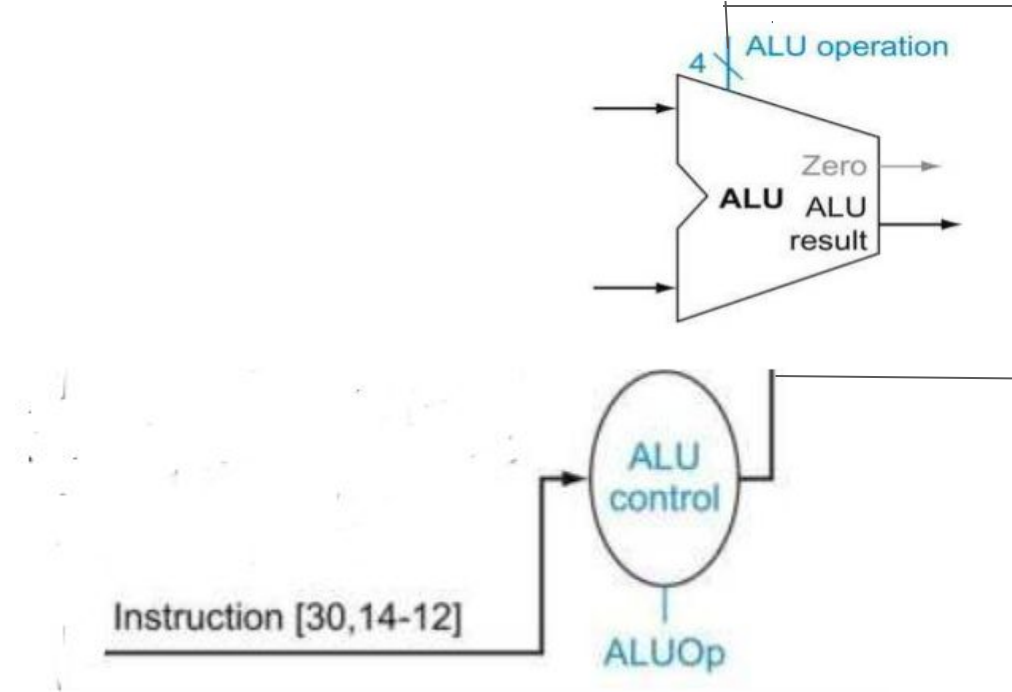 ALU operation
4
Zero
ALU
ALU
result
ALU
control
Instruction [30,14-12]
ALUOp